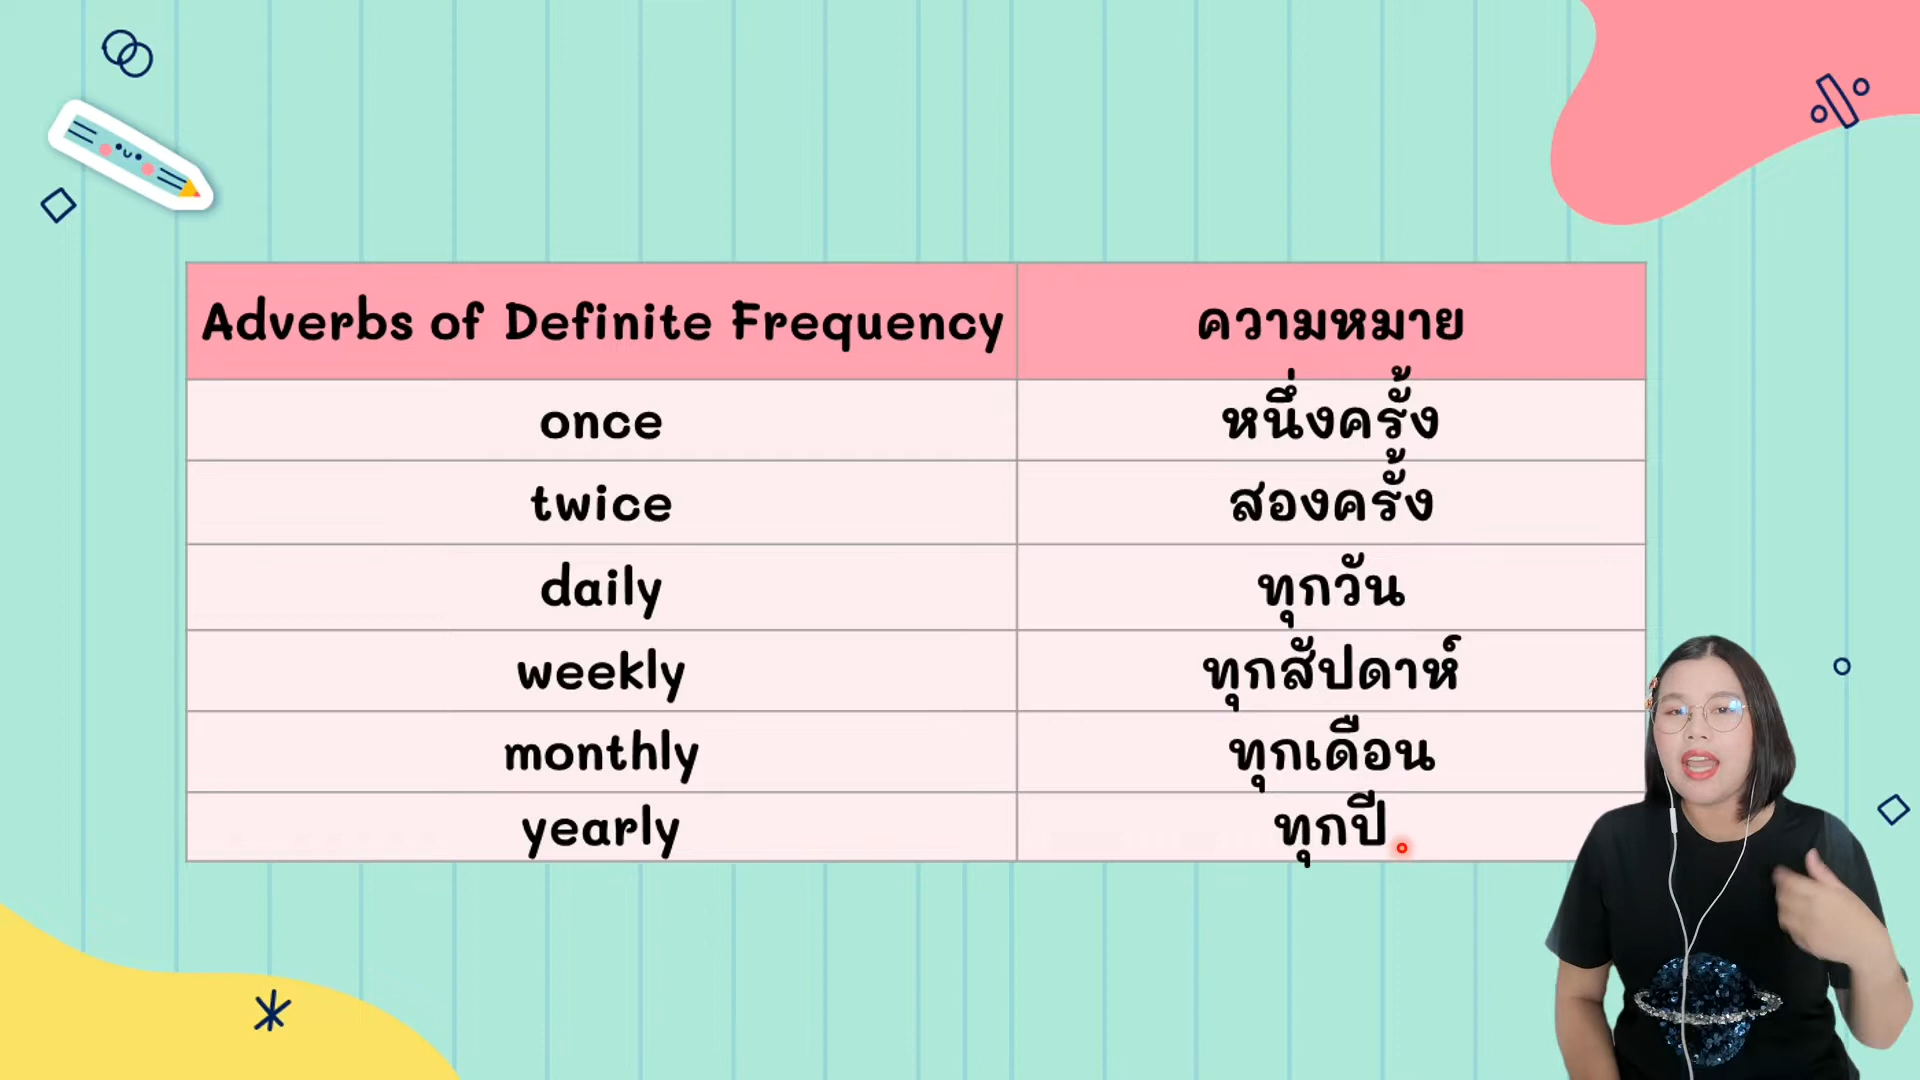 Adverbs of Definite Frequency ความหมาย
once หนึ่งครั้ง
twice สองครั้ง
daily ทุกวัน
weekly ทุกสัปดาห์
monthly ทุกเดือน
yearly ทุกปี